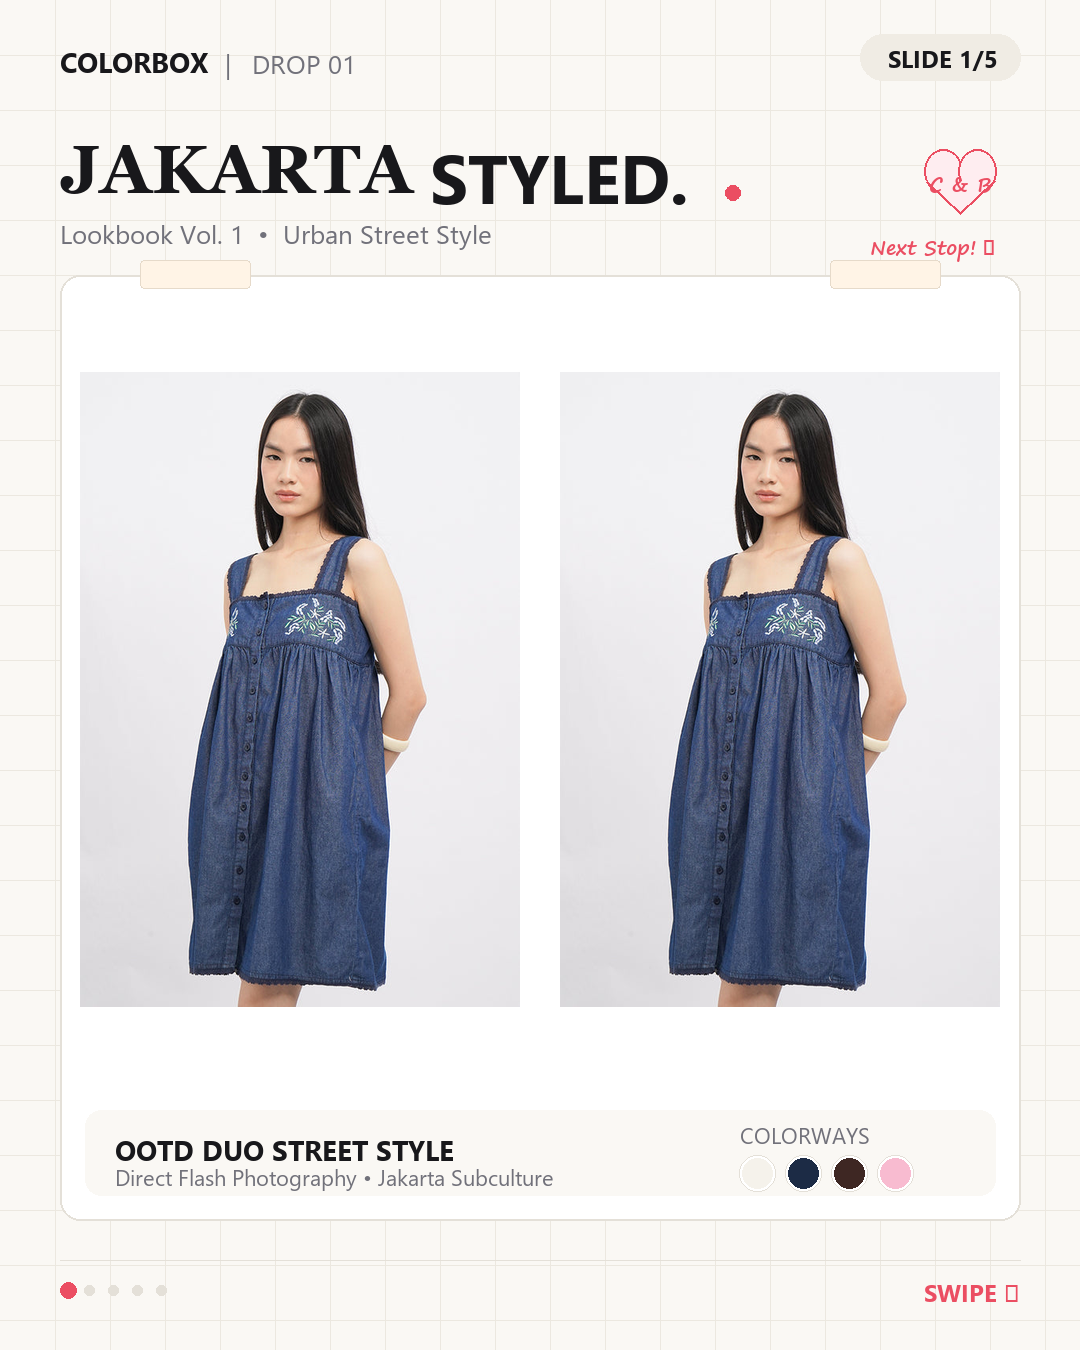 COLORBOX | DROP 01
SLIDE 1/5
JAKARTA STYLED.
C & B
Lookbook Vol. 1 • Urban Street Style
Next Stop!
OOTD DUO STREET STYLE
Direct Flash Photography • Jakarta Subculture
COLORWAYS
SWIPE